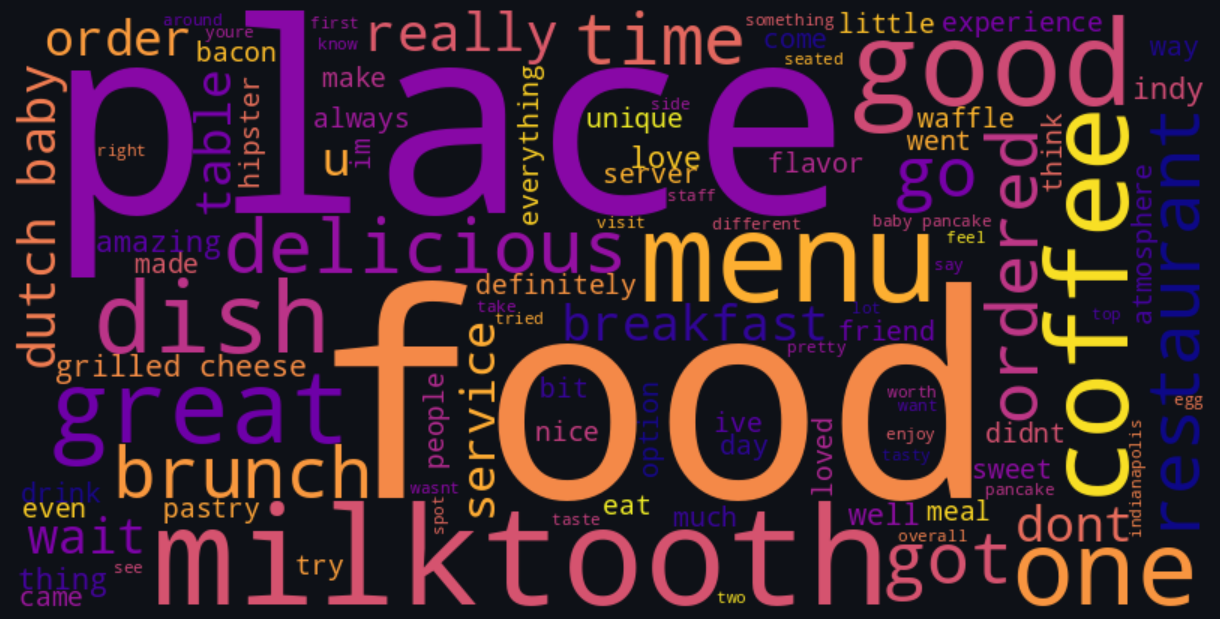 around
youre
first
know
really
time
something
come
seated
little
experience
way
order
bacon
place
good
indy
make
always
table
hipster
u
im
right
everything
unique
side
love
server
staff
flavor
waffle
went
go
think
coffee
restaurant
dutch baby
ordered
atmosphere
amazing
made
delicious
visit
different
baby pancake
feel
menu
say
definitely
take
tried
dish
breakfast
lot
friend
pretty
top
food
grilled cheese
great
service
people
bit
nice
option
ive
day
loved
worth
want
enjoy
tasty
didnt
egg
indianapolis
brunch
sweet
pancake
drink
even
pastry
wasnt
spot
eat
taste
much
well
meal
overall
dont
wait
milktooth
try
got
one
thing
see
came
two